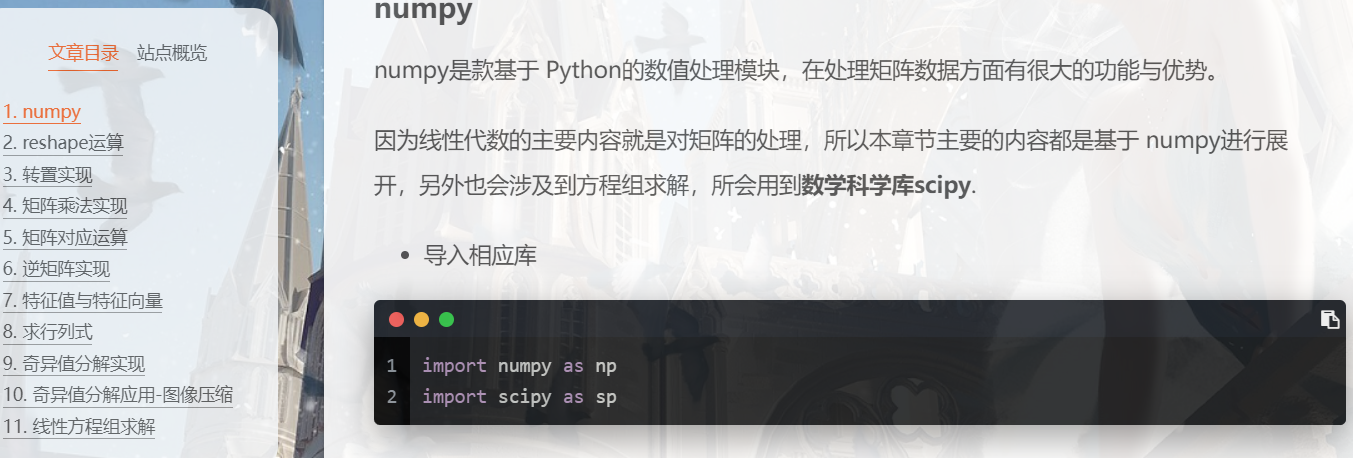 文章目录 站点概览
1. numpy
2. reshape运算
3. 转置实现
4. 矩阵乘法实现
5. 矩阵对应运算
6. 逆矩阵实现
7. 特征值与特征向量
8. 求行列式
9. 奇异值分解实现
10. 奇异值分解应用-图像压缩
11. 线性方程组求解
numpy
numpy是款基于 Python的数值处理模块，在处理矩阵数据方面有很大的功能与优势。
因为线性代数的主要内容就是对矩阵的处理，所以本章节主要的内容都是基于 numpy进行展
开，另外也会涉及到方程组求解，所会用到数学科学库scipy.
• 导入相应库
1 import numpy as np
2 import scipy as sp